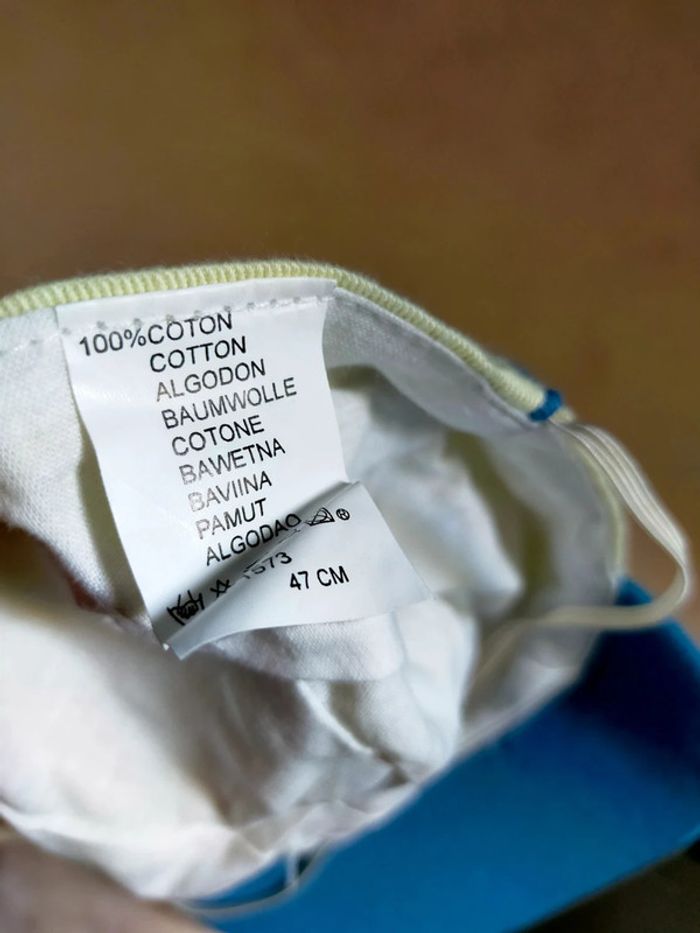 100%COTON
COTTON
ALGODON
BAUMWOLLE
COTONE
BAWETNA
BAVIINA
PAMUT
ALGODAO
47 CM